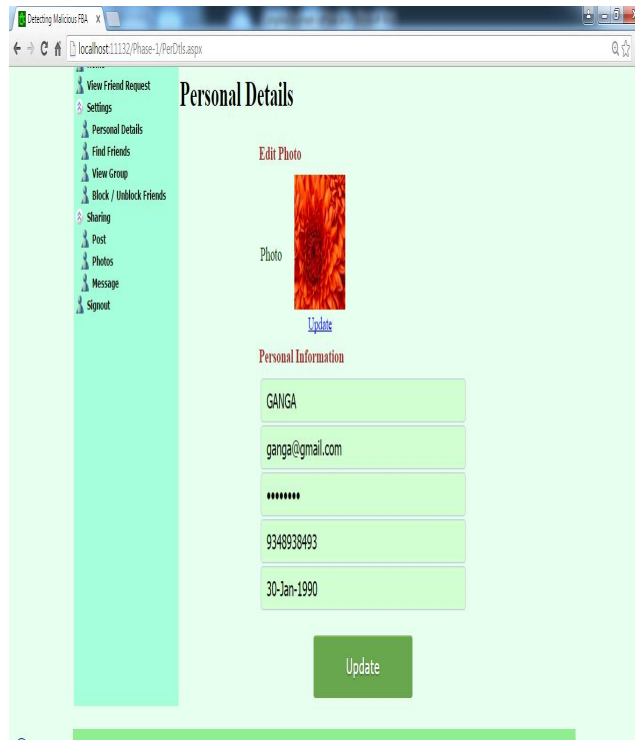 Detecting Malicious FBA x
localhost:11132/Phase-1/PerDtls.aspx
View Friend Request
Settings
Personal Details
Find Friends
View Group
Block / Unblock Friends
Sharing
Post
Photos
Message
Signout
Personal Details
Edit Photo
Photo
Update
Personal Information
GANGA
ganga@gmail.com
••••••••
9348938493
30-Jan-1990
Update